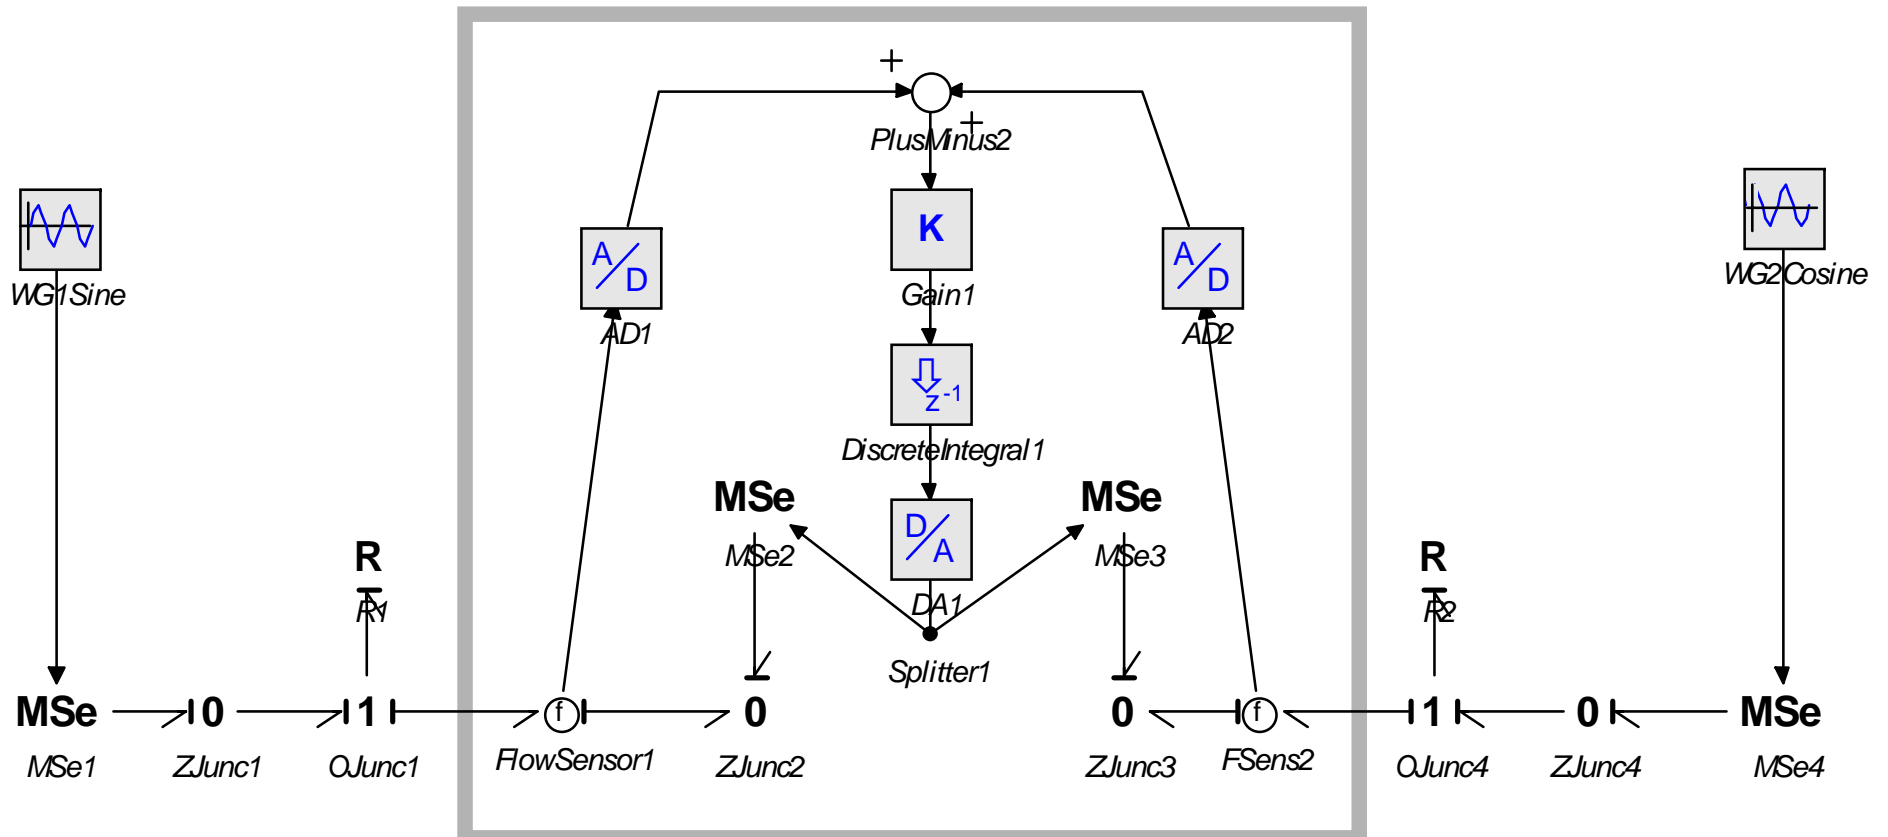 +
PlusMinus2
+
K
WG1Sine
A/D
Gain1
A/D
WG2Cosine
AD1
AD2
z-1
DiscreteIntegral1
MSe
MSe
D/A
R
MSe2
MSe3
R
R1
DA1
R2
Splitter1
MSe 0 1 f 0 0 f 1 0 MSe
MSe1 ZJunc1 OJunc1 FlowSensor1 ZJunc2 ZJunc3 FSens2 OJunc4 ZJunc4 MSe4